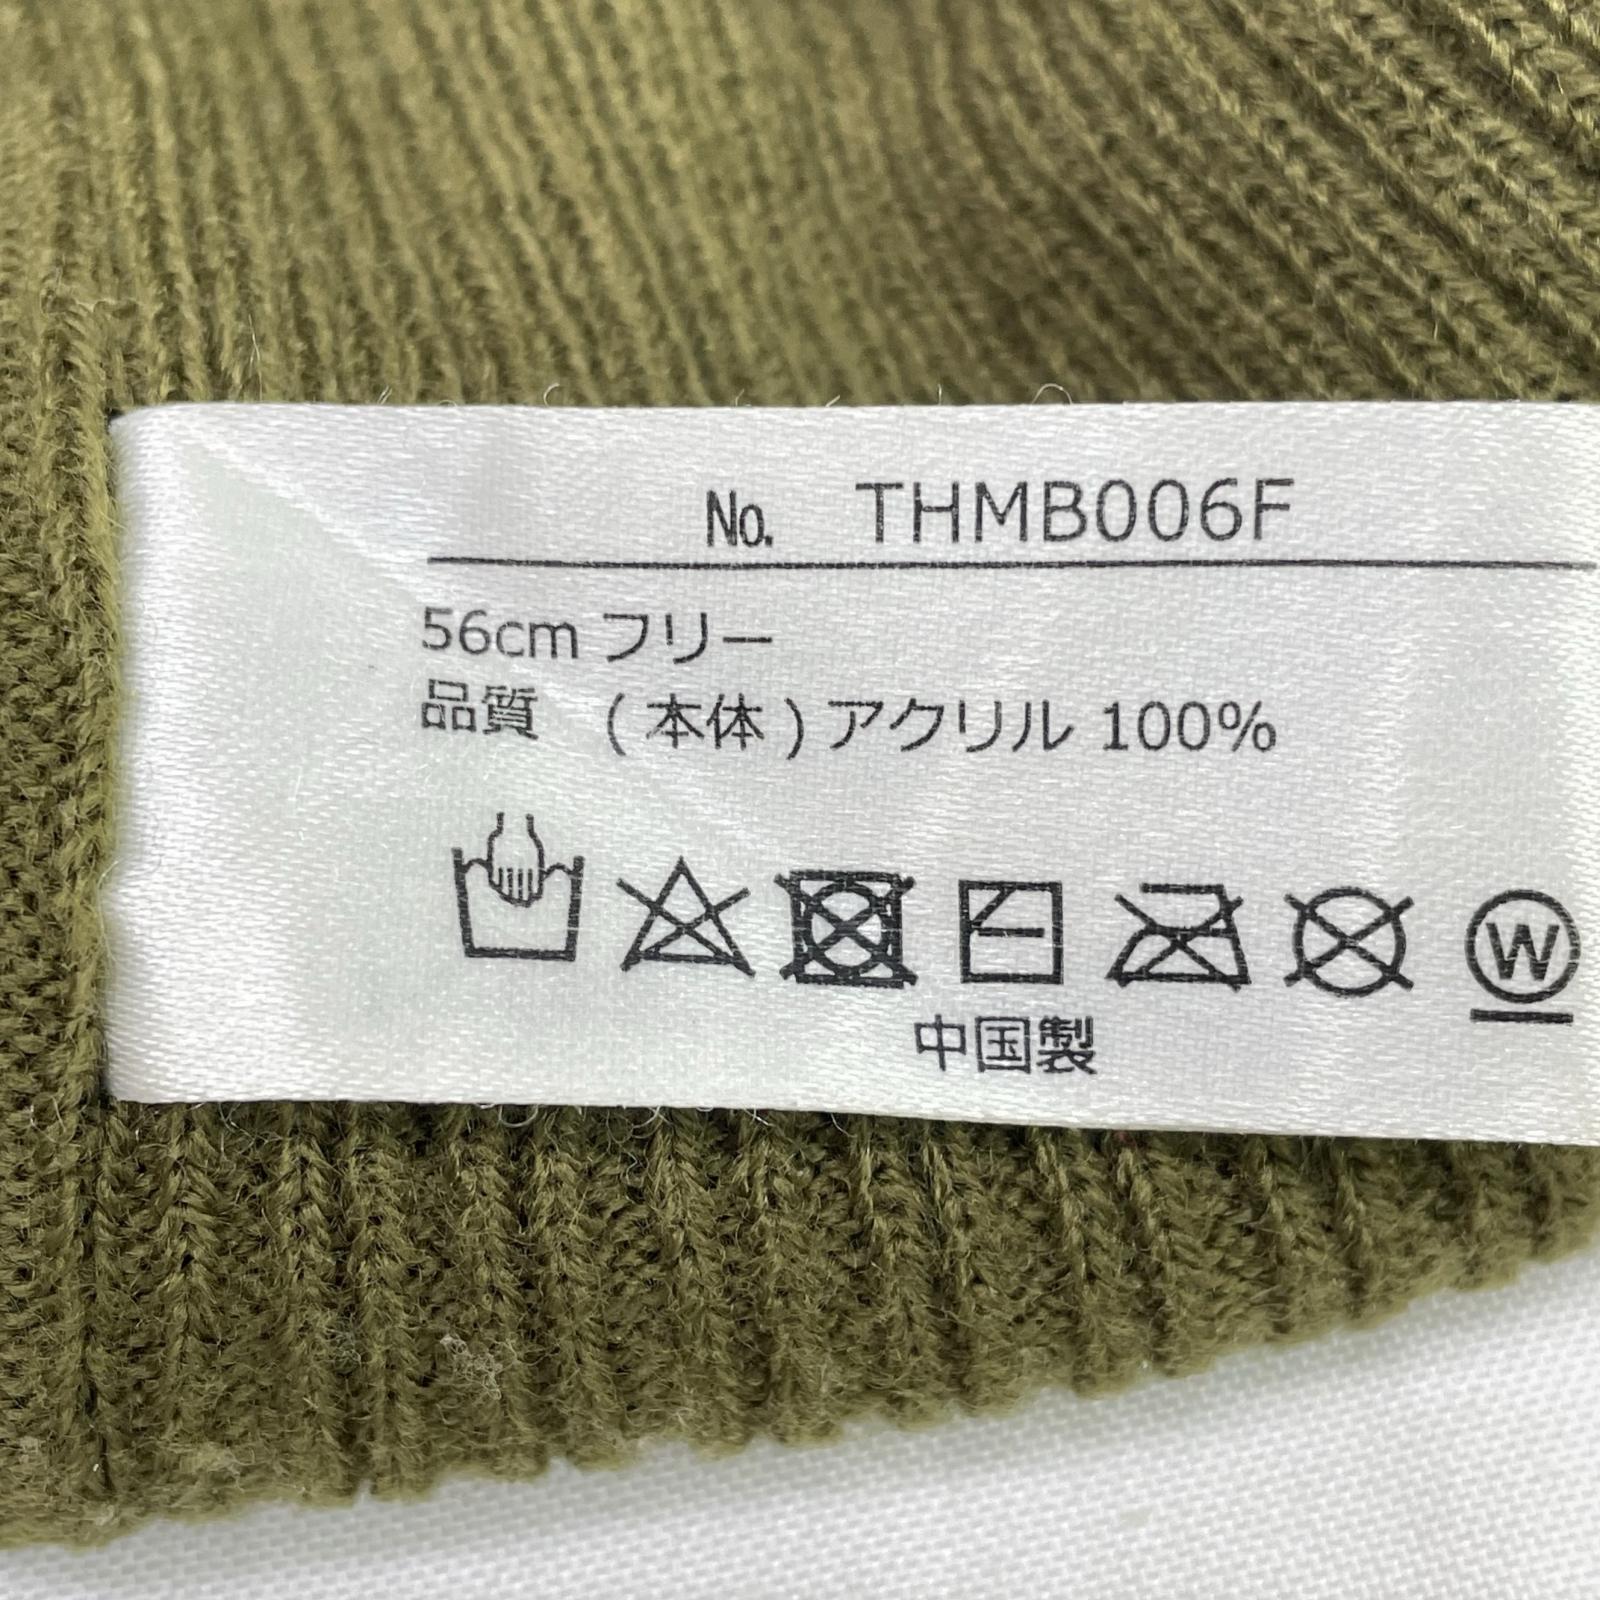 No. THMB006F
56cm フリー
品質 (本体)アクリル 100%
W
中国製